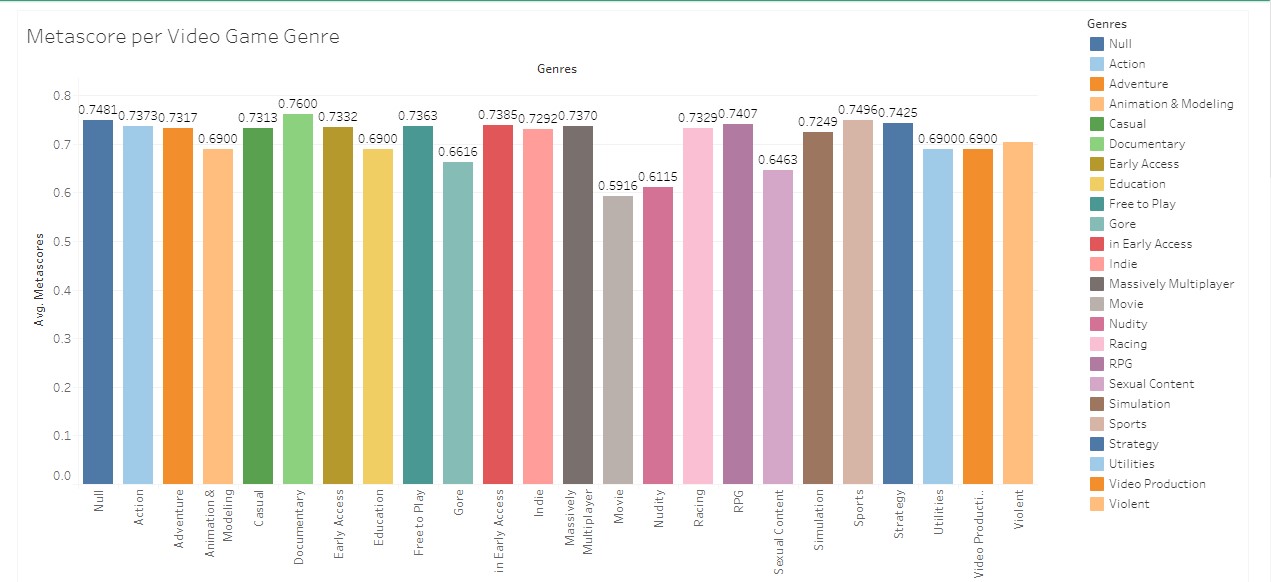 Metascore per Video Game Genre
Genres
Avg. Metascores
0.8
0.7
0.6
0.5
0.4
0.3
0.2
0.1
0.0
0.7481
0.7373
0.7317
0.6900
0.7313
0.7600
0.7332
0.6900
0.7363
0.6616
0.7385
0.7292
0.7370
0.5916
0.6115
0.7329
0.7407
0.6463
0.7249
0.7496
0.7425
0.6900
0.6900
Null
Action
Adventure
Animation &
Modeling
Casual
Documentary
Early Access
Education
Free to Play
Gore
in Early Access
Indie
Massively
Multiplayer
Movie
Nudity
Racing
RPG
Sexual Content
Simulation
Sports
Strategy
Utilities
Video Producti..
Violent
Genres
Null
Action
Adventure
Animation & Modeling
Casual
Documentary
Early Access
Education
Free to Play
Gore
in Early Access
Indie
Massively Multiplayer
Movie
Nudity
Racing
RPG
Sexual Content
Simulation
Sports
Strategy
Utilities
Video Production
Violent